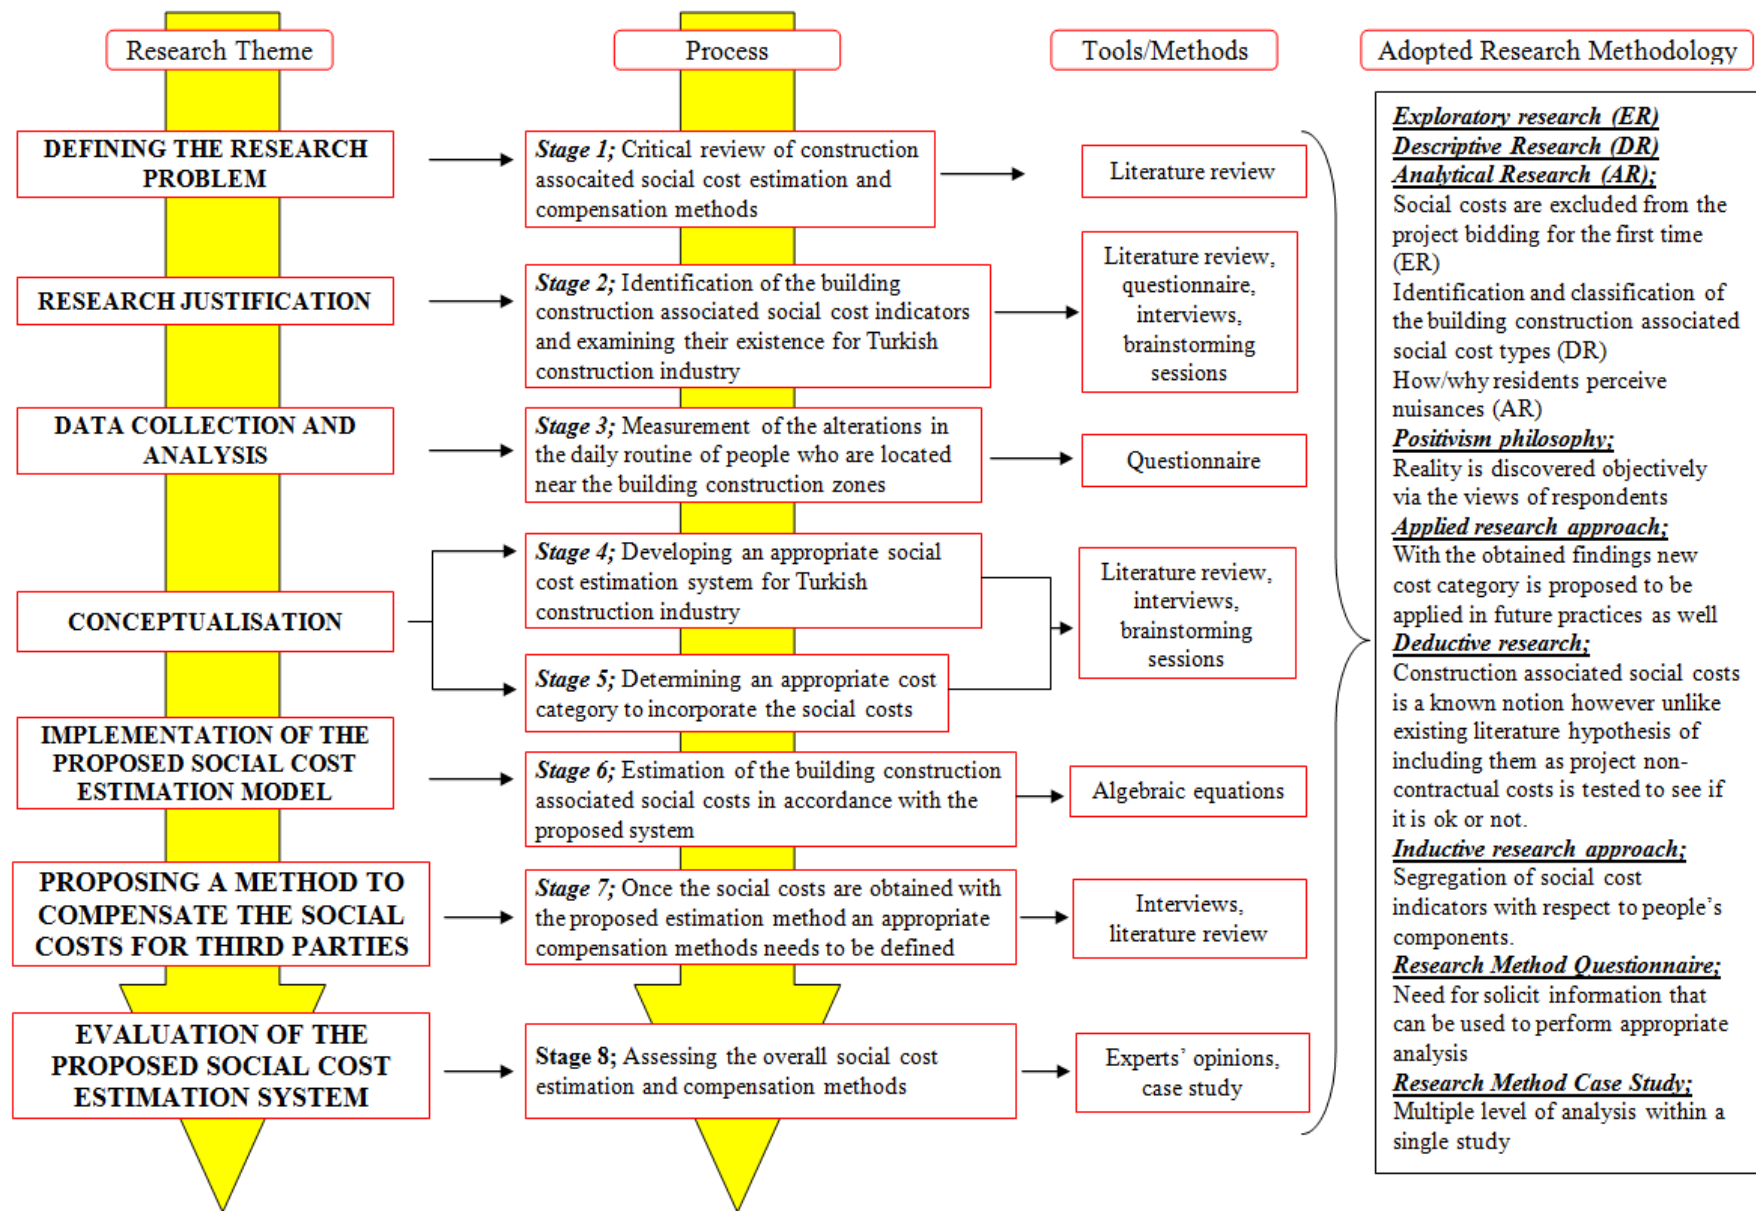 Research Theme
Process
Tools/Methods
Adopted Research Methodology
DEFINING THE RESEARCH
PROBLEM
Stage 1; Critical review of construction
assocaited social cost estimation and
compensation methods
Literature review
RESEARCH JUSTIFICATION
Stage 2; Identification of the building
construction associated social cost indicators
and examining their existence for Turkish
construction industry
Literature review,
questionnaire,
interviews,
brainstorming
sessions
DATA COLLECTION AND
ANALYSIS
Stage 3; Measurement of the alterations in
the daily routine of people who are located
near the building construction zones
Questionnaire
CONCEPTUALISATION
Stage 4; Developing an appropriate social
cost estimation system for Turkish
construction industry
Stage 5; Determining an appropriate cost
category to incorporate the social costs
Literature review,
interviews,
brainstorming
sessions
IMPLEMENTATION OF THE
PROPOSED SOCIAL COST
ESTIMATION MODEL
Stage 6; Estimation of the building construction
associated social costs in accordance with the
proposed system
Algebraic equations
PROPOSING A METHOD TO
COMPENSATE THE SOCIAL
COSTS FOR THIRD PARTIES
Stage 7; Once the social costs are obtained with
the proposed estimation method an appropriate
compensation methods needs to be defined
Interviews,
literature review
EVALUATION OF THE
PROPOSED SOCIAL COST
ESTIMATION SYSTEM
Stage 8; Assessing the overall social cost
estimation and compensation methods
Experts' opinions,
case study
Exploratory research (ER)
Descriptive Research (DR)
Analytical Research (AR);
Social costs are excluded from the
project bidding for the first time
(ER)
Identification and classification of
the building construction associated
social cost types (DR)
How/why residents perceive
nuisances (AR)
Positivism philosophy;
Reality is discovered objectively
via the views of respondents
Applied research approach;
With the obtained findings new
cost category is proposed to be
applied in future practices as well
Deductive research;
Construction associated social costs
is a known notion however unlike
existing literature hypothesis of
including them as project non-
contractual costs is tested to see if
it is ok or not.
Inductive research approach;
Segregation of social cost
indicators with respect to people's
components.
Research Method Questionnaire;
Need for solicit information that
can be used to perform appropriate
analysis
Research Method Case Study;
Multiple level of analysis within a
single study